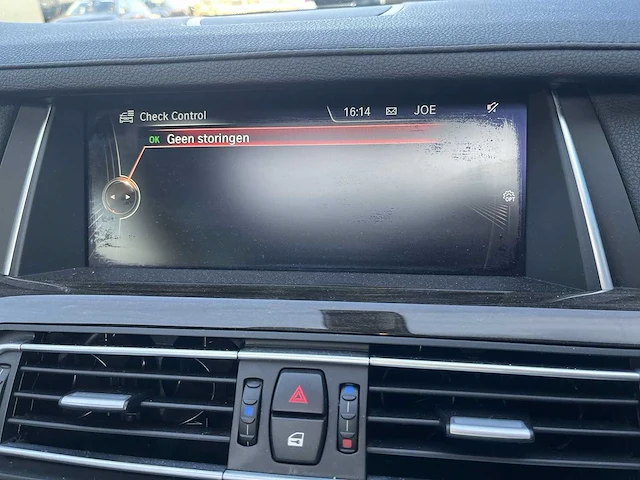 Check Control
16:14 JOE
OK Geen storingen
OPT